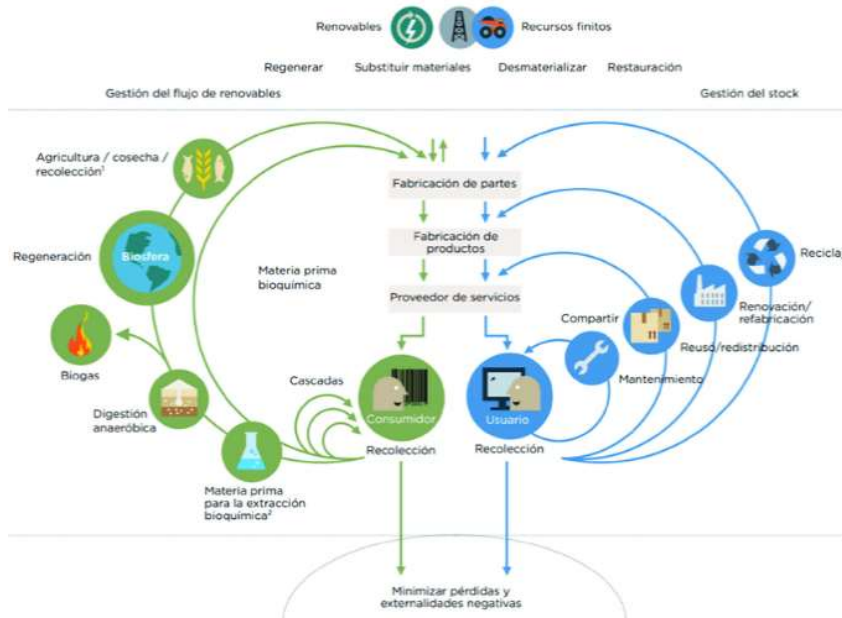 Renovables
Recursos finitos
Regenerar
Substituir materiales
Desmaterializar
Restauración
Gestión del flujo de renovables
Gestión del stock
Agricultura / cosecha /
recolección¹
Fabricación de partes
Regeneración
Biosfera
Fabricación de
productos
Recicla
Materia prima
bioquímica
Proveedor de servicios
Renovación/
refabricación
Compartir
Reuso/redistribución
Biogas
Cascadas
Mantenimiento
Digestión
anaeróbica
Consumidor
Usuario
Recolección
Recolección
Materia prima
para la extracción
bioquímica²
Minimizar pérdidas y
externalidades negativas